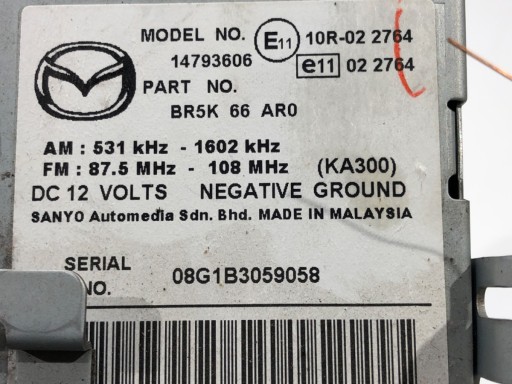 MODEL NO. E11 10R-02 2764
14793606 e11 02 2764
PART NO.
BR5K 66 AR0
AM : 531 kHz - 1602 kHz
FM : 87.5 MHz - 108 MHz (KA300)
DC 12 VOLTS NEGATIVE GROUND
SANYO Automedia Sdn. Bhd. MADE IN MALAYSIA
SERIAL
NO. 08G1B3059058